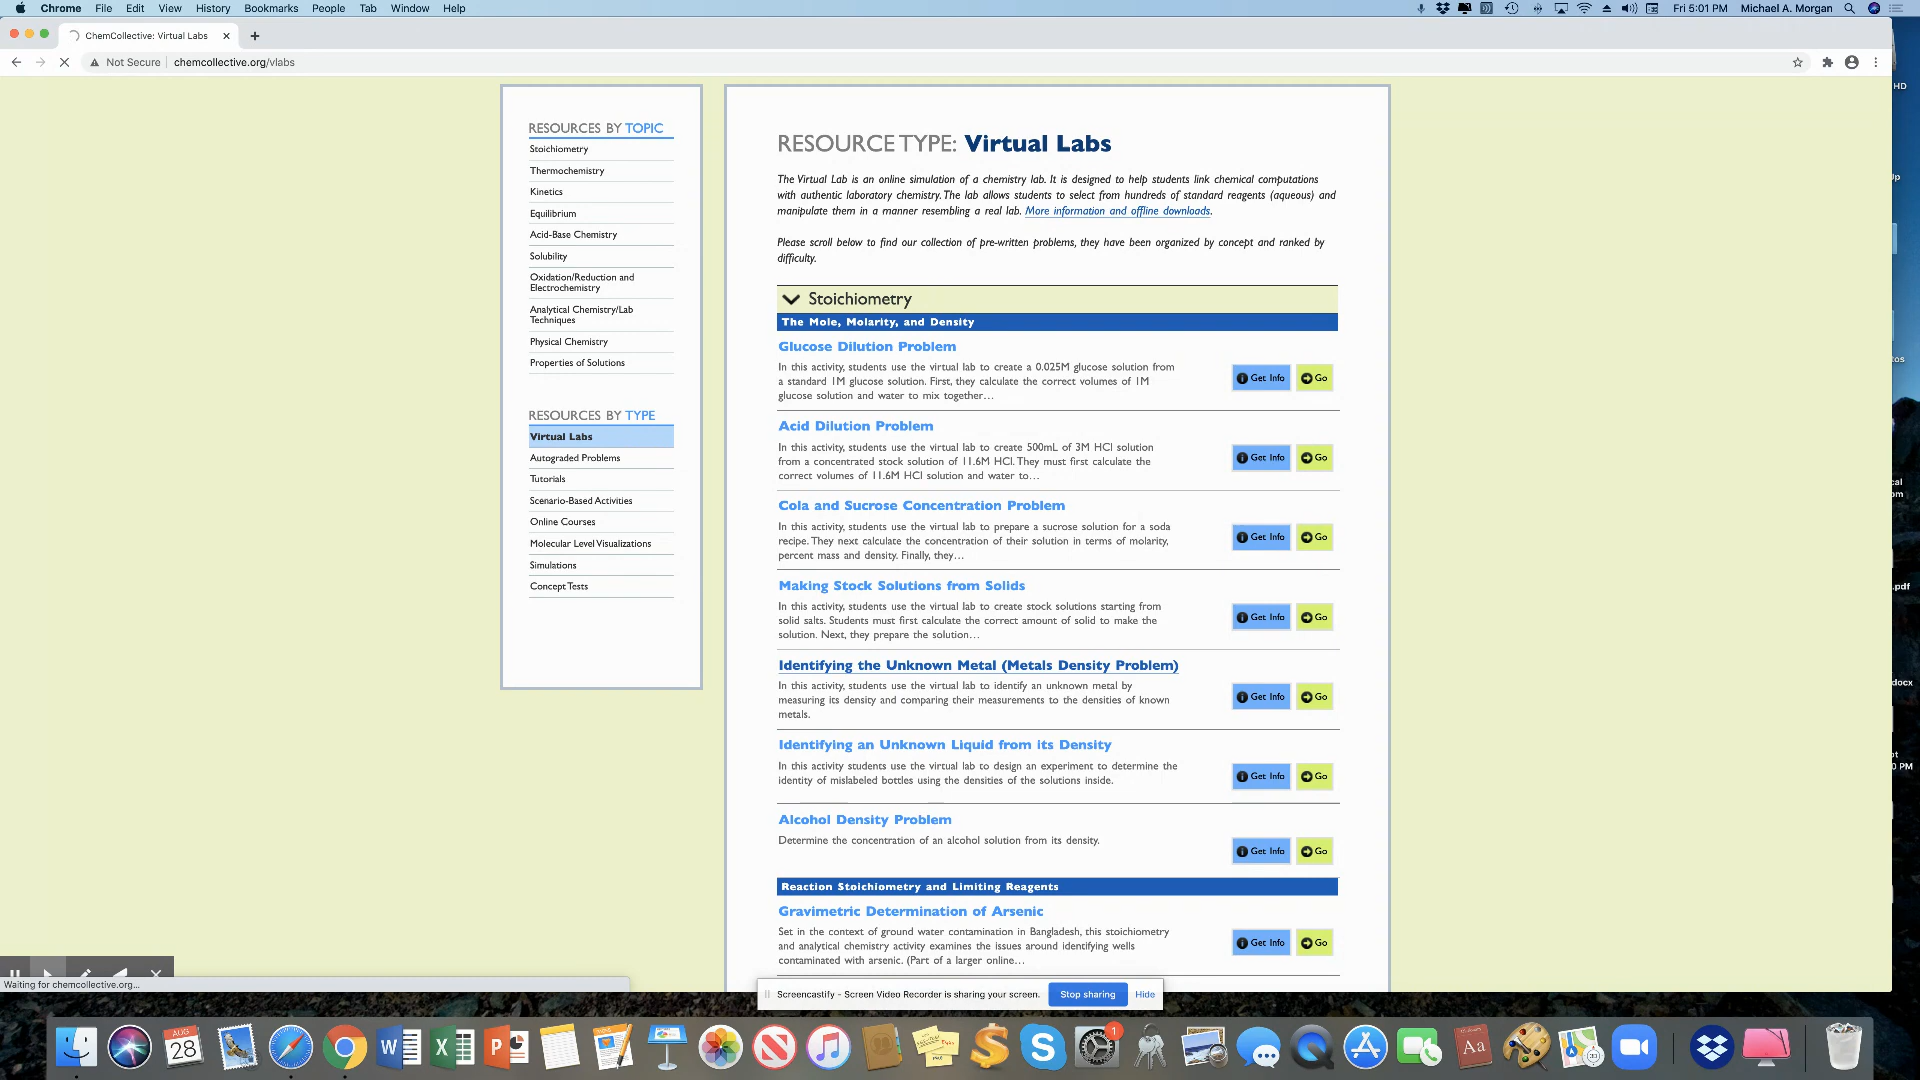 Chrome File Edit View History Bookmarks People Tab Window Help
Fri 5:01 PM Michael A. Morgan
ChemCollective: Virtual Labs
Not Secure chemcollective.org/vlabs
HD
RESOURCES BY TOPIC
Stoichiometry
Thermochemistry
Kinetics
Equilibrium
Acid-Base Chemistry
Solubility
Oxidation/Reduction and
Electrochemistry
Analytical Chemistry/Lab
Techniques
Physical Chemistry
Properties of Solutions
RESOURCES BY TYPE
Virtual Labs
Autograded Problems
Tutorials
Scenario-Based Activities
Online Courses
Molecular Level Visualizations
Simulations
Concept Tests
RESOURCE TYPE: Virtual Labs
The Virtual Lab is an online simulation of a chemistry lab. It is designed to help students link chemical computations
with authentic laboratory chemistry. The lab allows students to select from hundreds of standard reagents (aqueous) and
manipulate them in a manner resembling a real lab. More information and offline downloads.
Please scroll below to find our collection of pre-written problems, they have been organized by concept and ranked by
difficulty.
Stoichiometry
The Mole, Molarity, and Density
Glucose Dilution Problem
In this activity, students use the virtual lab to create a 0.025M glucose solution from
a standard 1M glucose solution. First, they calculate the correct volumes of 1M
glucose solution and water to mix together...
Get Info Go
Acid Dilution Problem
In this activity, students use the virtual lab to create 500mL of 3M HCl solution
from a concentrated stock solution of 11.6M HCl. They must first calculate the
correct volumes of 11.6M HCl solution and water to...
Get Info Go
Cola and Sucrose Concentration Problem
In this activity, students use the virtual lab to prepare a sucrose solution for a soda
recipe. They next calculate the concentration of their solution in terms of molarity,
percent mass and density. Finally, they...
Get Info Go
Making Stock Solutions from Solids
In this activity, students use the virtual lab to create stock solutions starting from
solid salts. Students must first calculate the correct amount of solid to make the
solution. Next, they prepare the solution...
Get Info Go
Identifying the Unknown Metal (Metals Density Problem)
In this activity, students use the virtual lab to identify an unknown metal by
measuring its density and comparing their measurements to the densities of known
metals.
Get Info Go
Identifying an Unknown Liquid from its Density
In this activity students use the virtual lab to design an experiment to determine the
identity of mislabeled bottles using the densities of the solutions inside.
Get Info Go
Alcohol Density Problem
Determine the concentration of an alcohol solution from its density.
Get Info Go
Reaction Stoichiometry and Limiting Reagents
Gravimetric Determination of Arsenic
Set in the context of ground water contamination in Bangladesh, this stoichiometry
and analytical chemistry activity examines the issues around identifying wells
contaminated with arsenic. (Part of a larger online...
Get Info Go
.pdf
docx
Waiting for chemcollective.org...
Screencastify - Screen Video Recorder is sharing your screen. Stop sharing Hide
AUG
28
1